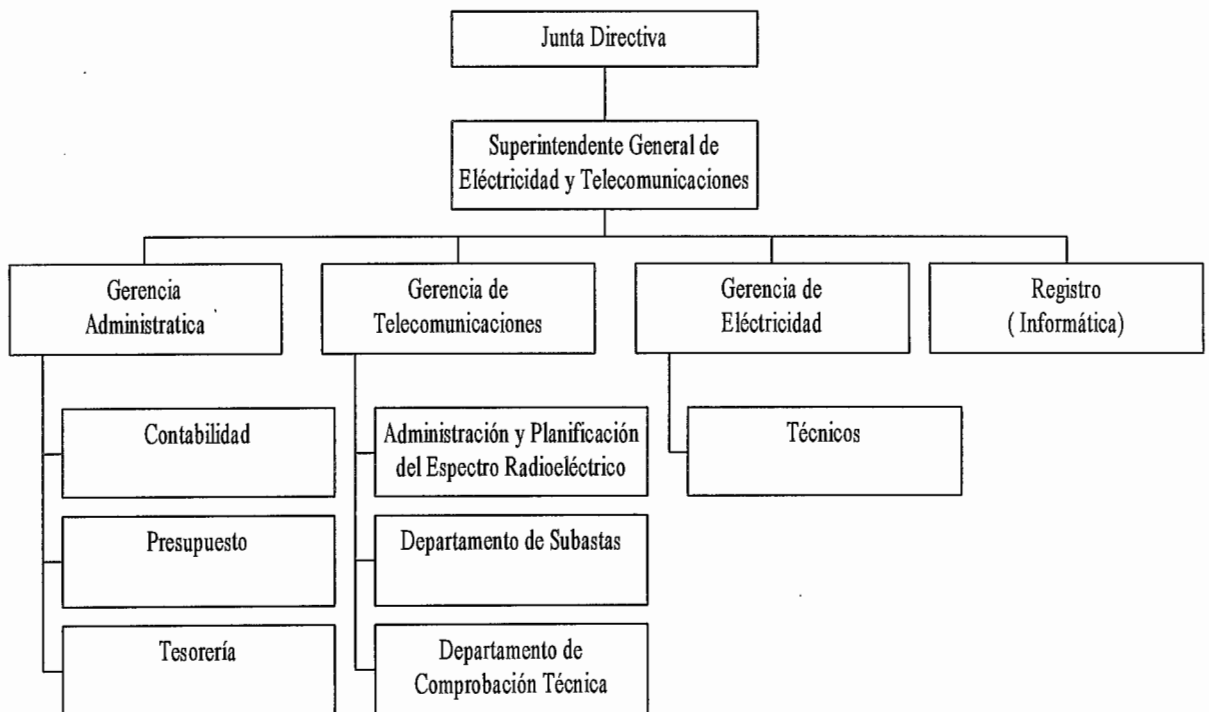 Junta Directiva
Superintendente General de
Eléctricidad y Telecomunicaciones
Gerencia
Administratica
Gerencia de
Telecomunicaciones
Gerencia de
Eléctricidad
Registro
( Informática)
Contabilidad
Presupuesto
Tesorería
Administración y Planificación
del Espectro Radioeléctrico
Departamento de Subastas
Departamento de
Comprobación Técnica
Técnicos